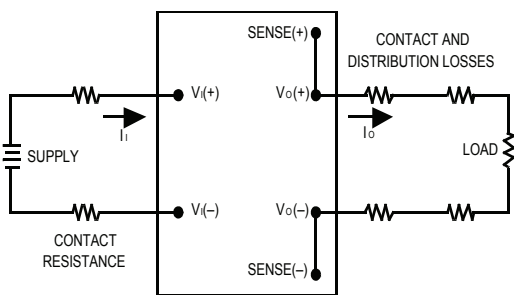 SENSE(+)
CONTACT AND
DISTRIBUTION LOSSES
VI(+)
VO(+)
II
IO
SUPPLY
LOAD
VI(–)
VO(–)
CONTACT
RESISTANCE
SENSE(–)